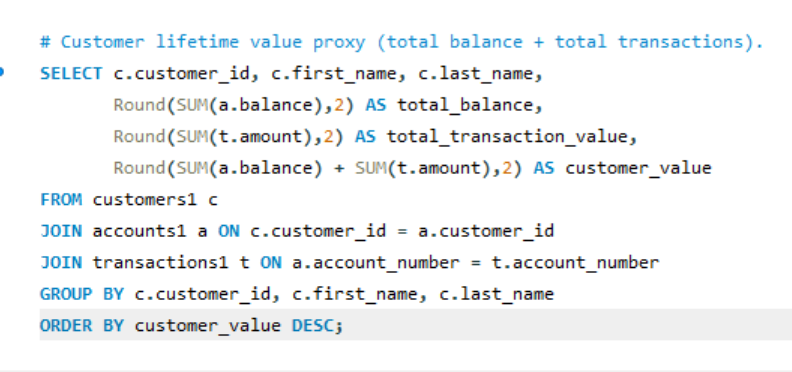 # Customer lifetime value proxy (total balance + total transactions).
SELECT c.customer_id, c.first_name, c.last_name,
Round(SUM(a.balance),2) AS total_balance,
Round(SUM(t.amount),2) AS total_transaction_value,
Round(SUM(a.balance) + SUM(t.amount),2) AS customer_value
FROM customers1 c
JOIN accounts1 a ON c.customer_id = a.customer_id
JOIN transactions1 t ON a.account_number = t.account_number
GROUP BY c.customer_id, c.first_name, c.last_name
ORDER BY customer_value DESC;